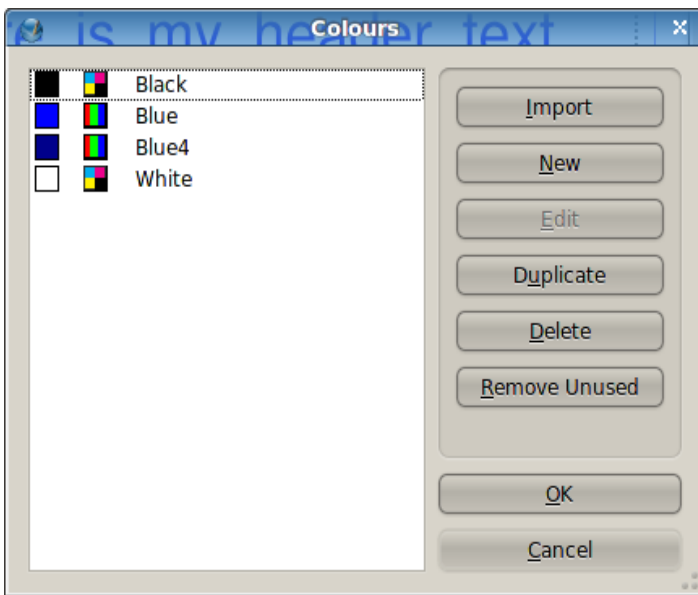 e is my header text
Colours
Black
Blue
Blue4
White
Import
New
Edit
Duplicate
Delete
Remove Unused
OK
Cancel